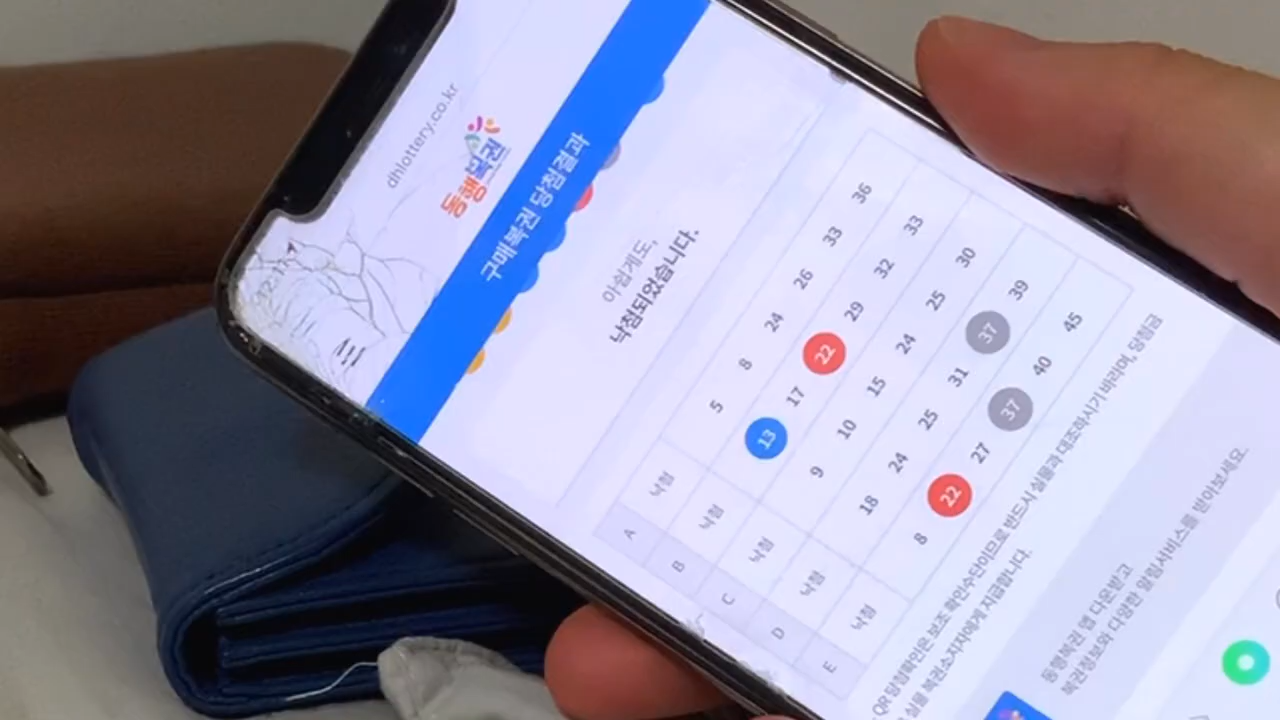 dhlottery.co.kr
동행복권
구매복권 당첨결과
아쉽게도,
낙첨되었습니다.
A 낙첨 5 8 24 26 33 36
B 낙첨 13 17 22 29 32 33
C 낙첨 9 10 15 24 25 30
D 낙첨 18 24 25 31 37 39
E 낙첨 8 22 27 37 40 45
QR 당첨확인은 보조 확인수단이므로 반드시 실물과 대조하시기 바라며, 당첨금
실물 복권소지자에게 지급합니다.
동행복권 앱 다운받고
복권정보와 다양한 알림서비스를 받아보세요.